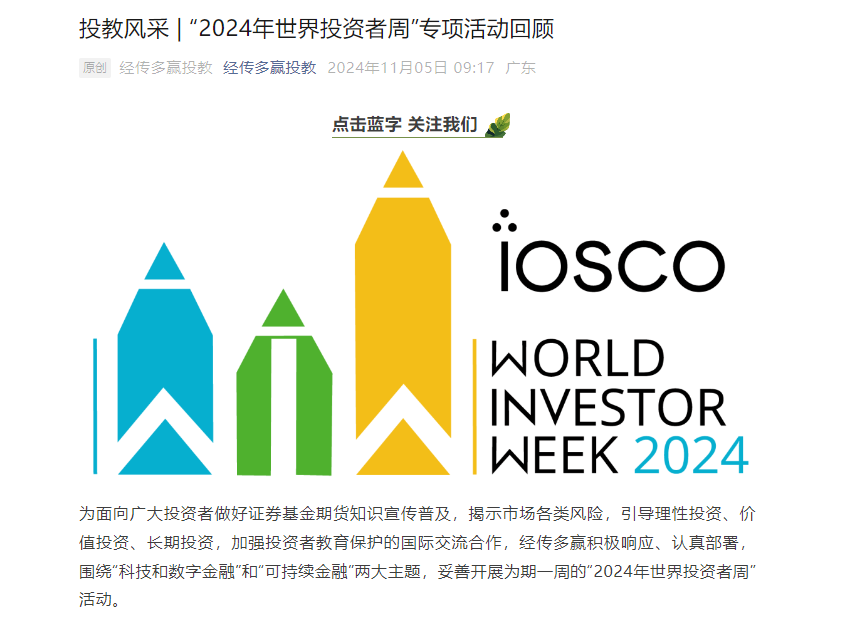 投教风采 | “2024年世界投资者周”专项活动回顾
原创 经传多赢投教 经传多赢投教 2024年11月05日 09:17 广东
点击蓝字 关注我们
iosco
WORLD
INVESTOR
WEEK 2024
为面向广大投资者做好证券基金期货知识宣传普及，揭示市场各类风险，引导理性投资、价
值投资、长期投资，加强投资者教育保护的国际交流合作，经传多赢积极响应、认真部署，
围绕“科技和数字金融”和“可持续金融”两大主题，妥善开展为期一周的“2024年世界投资者周”
活动。